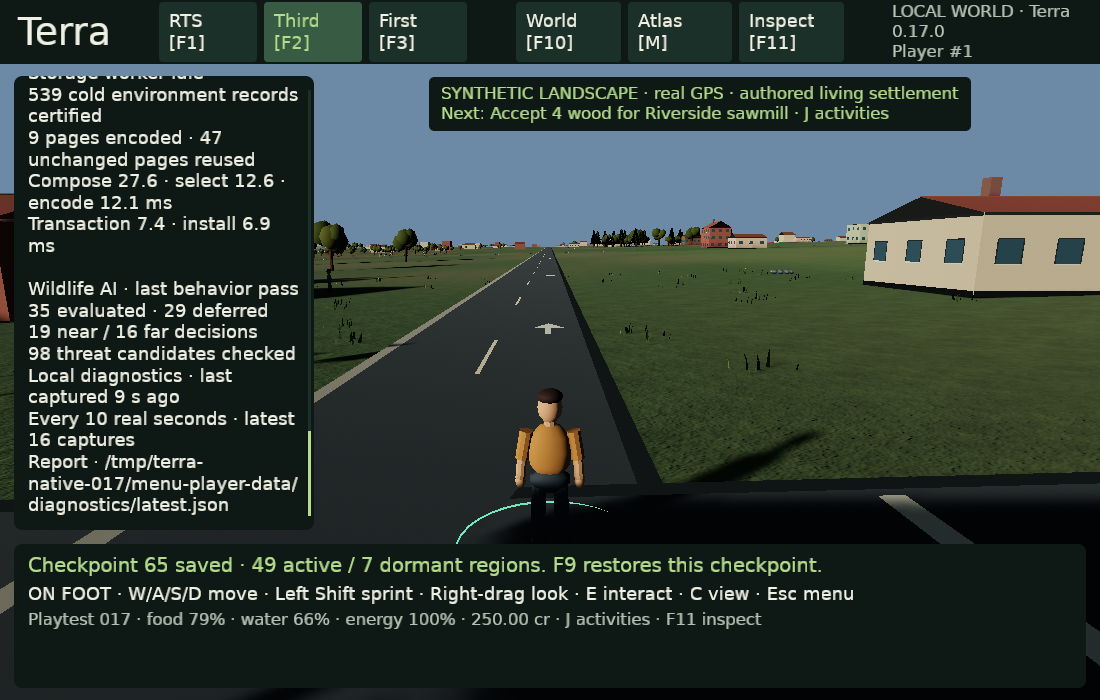 Terra
RTS
[F1]
Third
[F2]
First
[F3]
World
[F10]
Atlas
[M]
Inspect
[F11]
LOCAL WORLD · Terra
0.17.0
Player #1
Storage worker idle
539 cold environment records
certified
9 pages encoded · 47
unchanged pages reused
Compose 27.6 · select 12.6 ·
encode 12.1 ms
Transaction 7.4 · install 6.9
ms
Wildlife AI · last behavior pass
35 evaluated · 29 deferred
19 near / 16 far decisions
98 threat candidates checked
Local diagnostics · last
captured 9 s ago
Every 10 real seconds · latest
16 captures
Report · /tmp/terra-
native-017/menu-player-data/
diagnostics/latest.json
SYNTHETIC LANDSCAPE · real GPS · authored living settlement
Next: Accept 4 wood for Riverside sawmill · J activities
Checkpoint 65 saved · 49 active / 7 dormant regions. F9 restores this checkpoint.
ON FOOT · W/A/S/D move · Left Shift sprint · Right-drag look · E interact · C view · Esc menu
Playtest 017 · food 79% · water 66% · energy 100% · 250.00 cr · J activities · F11 inspect